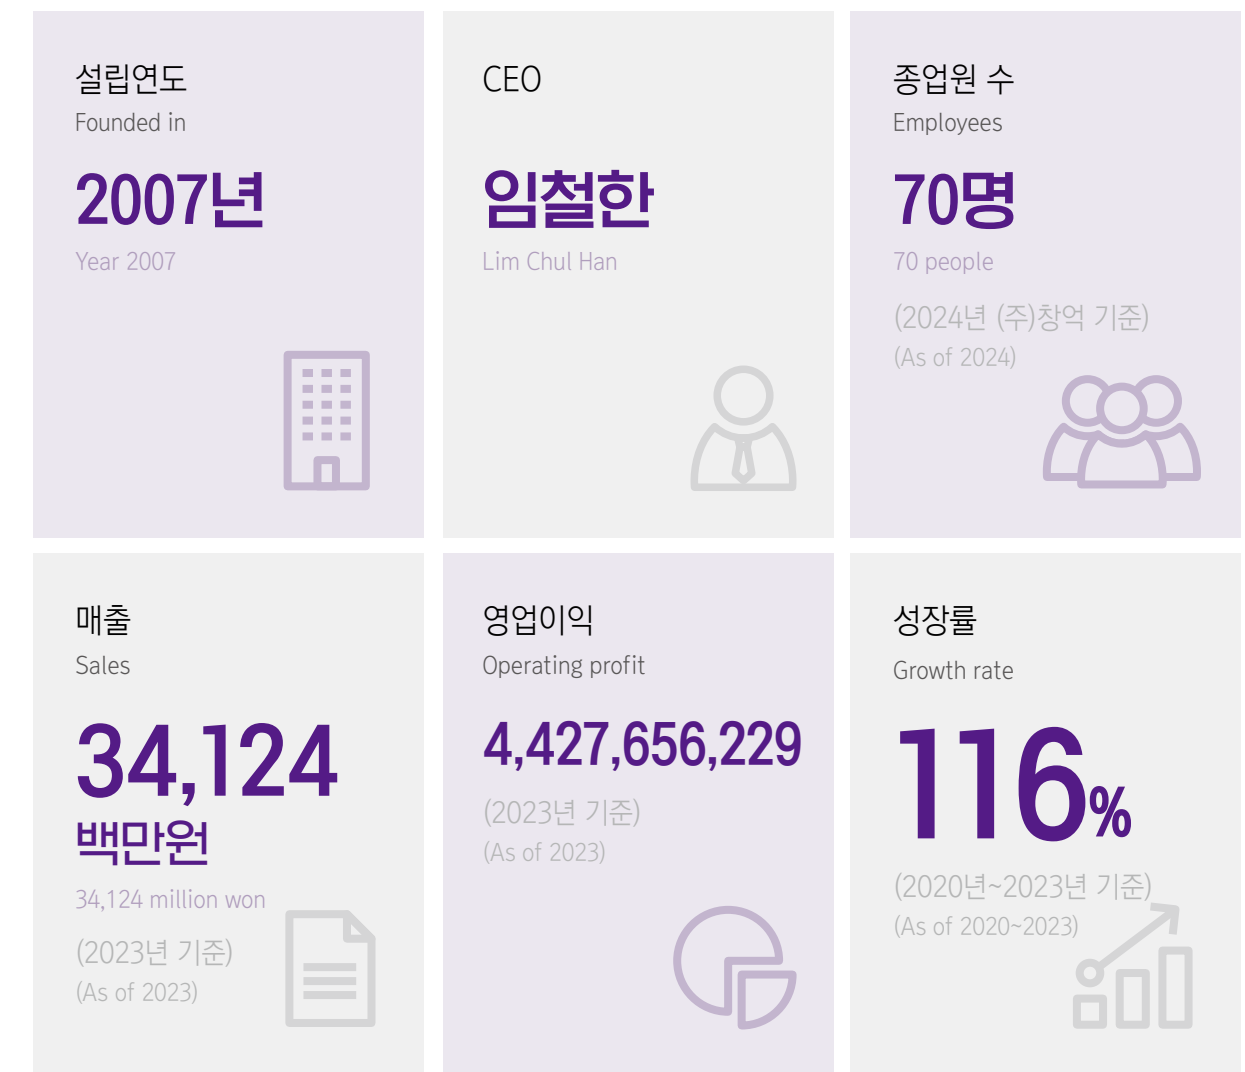 설립연도
Founded in
2007년
Year 2007
CEO
임철한
Lim Chul Han
종업원 수
Employees
70명
70 people
(2024년 (주)창억 기준)
(As of 2024)
매출
Sales
34,124
백만원
34,124 million won
(2023년 기준)
(As of 2023)
영업이익
Operating profit
4,427,656,229
(2023년 기준)
(As of 2023)
성장률
Growth rate
116%
(2020년~2023년 기준)
(As of 2020~2023)